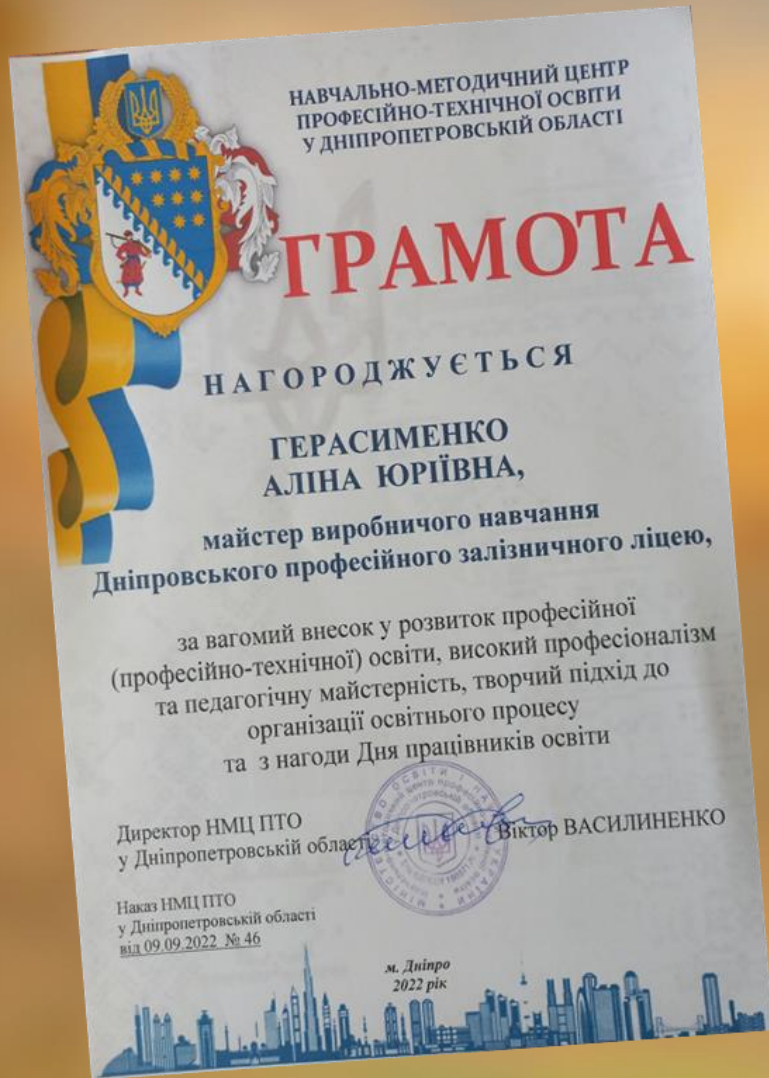 НАВЧАЛЬНО-МЕТОДИЧНИЙ ЦЕНТР
ПРОФЕСІЙНО-ТЕХНІЧНОЇ ОСВІТИ
У ДНІПРОПЕТРОВСЬКІЙ ОБЛАСТІ
ГРАМОТА
НАГОРОДЖУЄТЬСЯ
ГЕРАСИМЕНКО
АЛІНА ЮРІЇВНА,
майстер виробничого навчання
Дніпровського професійного залізничного ліцею,
за вагомий внесок у розвиток професійної
(професійно-технічної) освіти, високий професіоналізм
та педагогічну майстерність, творчий підхід до
організації освітнього процесу
та з нагоди Дня працівників освіти
Директор НМЦ ПТО
у Дніпропетровській області
Віктор ВАСИЛИНЕНКО
Наказ НМЦ ПТО
у Дніпропетровській області
від 09.09.2022 № 46
м. Дніпро
2022 рік